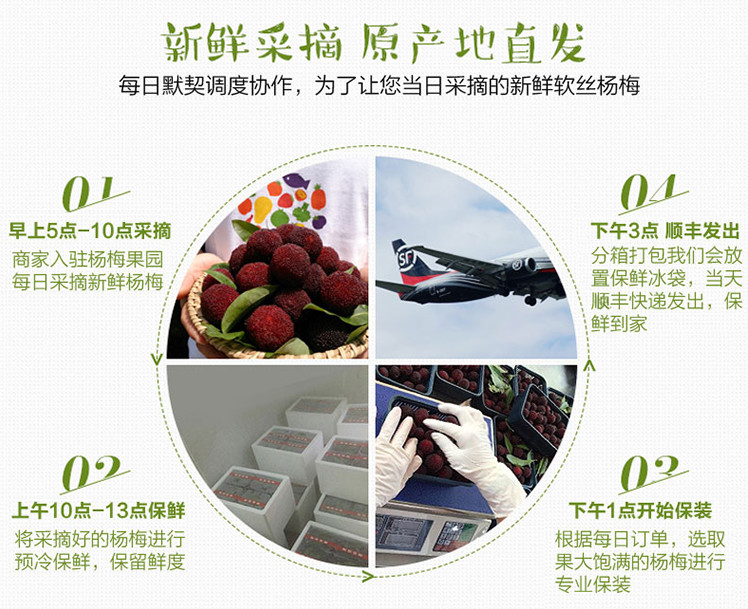 新鲜采摘 原产地直发
每日默契调度协作，为了让您当日采摘的新鲜软丝杨梅
01
早上5点-10点采摘
商家入驻杨梅果园
每日采摘新鲜杨梅
02
上午10点-13点保鲜
将采摘好的杨梅进行
预冷保鲜，保留鲜度
03
下午1点开始保装
根据每日订单，选取
果大饱满的杨梅进行
专业保装
04
下午3点 顺丰发出
分箱打包我们会放
置保鲜冰袋，当天
顺丰快递发出，保
鲜到家
SF